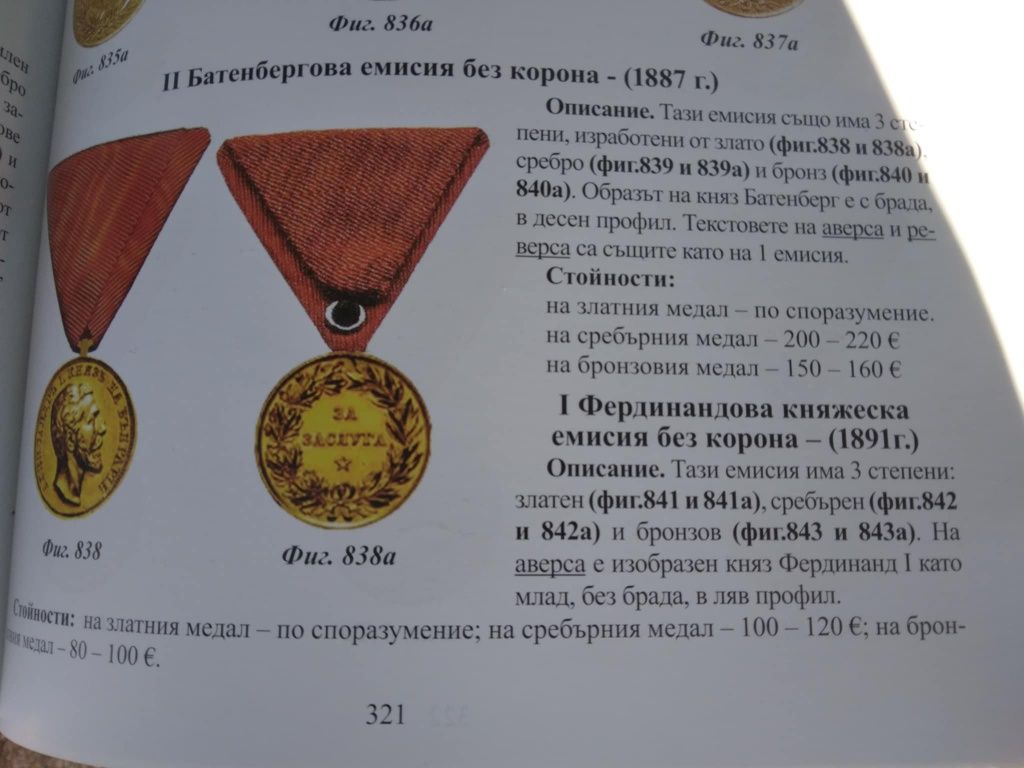 Фиг. 835а
Фиг. 836а
Фиг. 837а
II Батенбергова емисия без корона - (1887 г.)
Описание. Тази емисия също има 3 сте-
пени, изработени от злато (фиг.838 и 838а),
сребро (фиг.839 и 839а) и бронз (фиг.840 и
840а). Образът на княз Батенберг е с брада,
в десен профил. Текстовете на аверса и ре-
верса са същите като на 1 емисия.
Стойности:
на златния медал – по споразумение.
на сребърния медал – 200 – 220 €
на бронзовия медал – 150 – 160 €
I Фердинандова княжеска
емисия без корона – (1891г.)
Описание. Тази емисия има 3 степени:
златен (фиг.841 и 841а), сребърен (фиг.842
и 842а) и бронзов (фиг.843 и 843а). На
аверса е изобразен княз Фердинанд I като
млад, без брада, в ляв профил.
ЗА
ЗАСЛУГА
Фиг. 838
Фиг. 838а
Стойности: на златния медал – по споразумение; на сребърния медал – 100 – 120 €; на брон-
медал – 80 – 100 €.
321